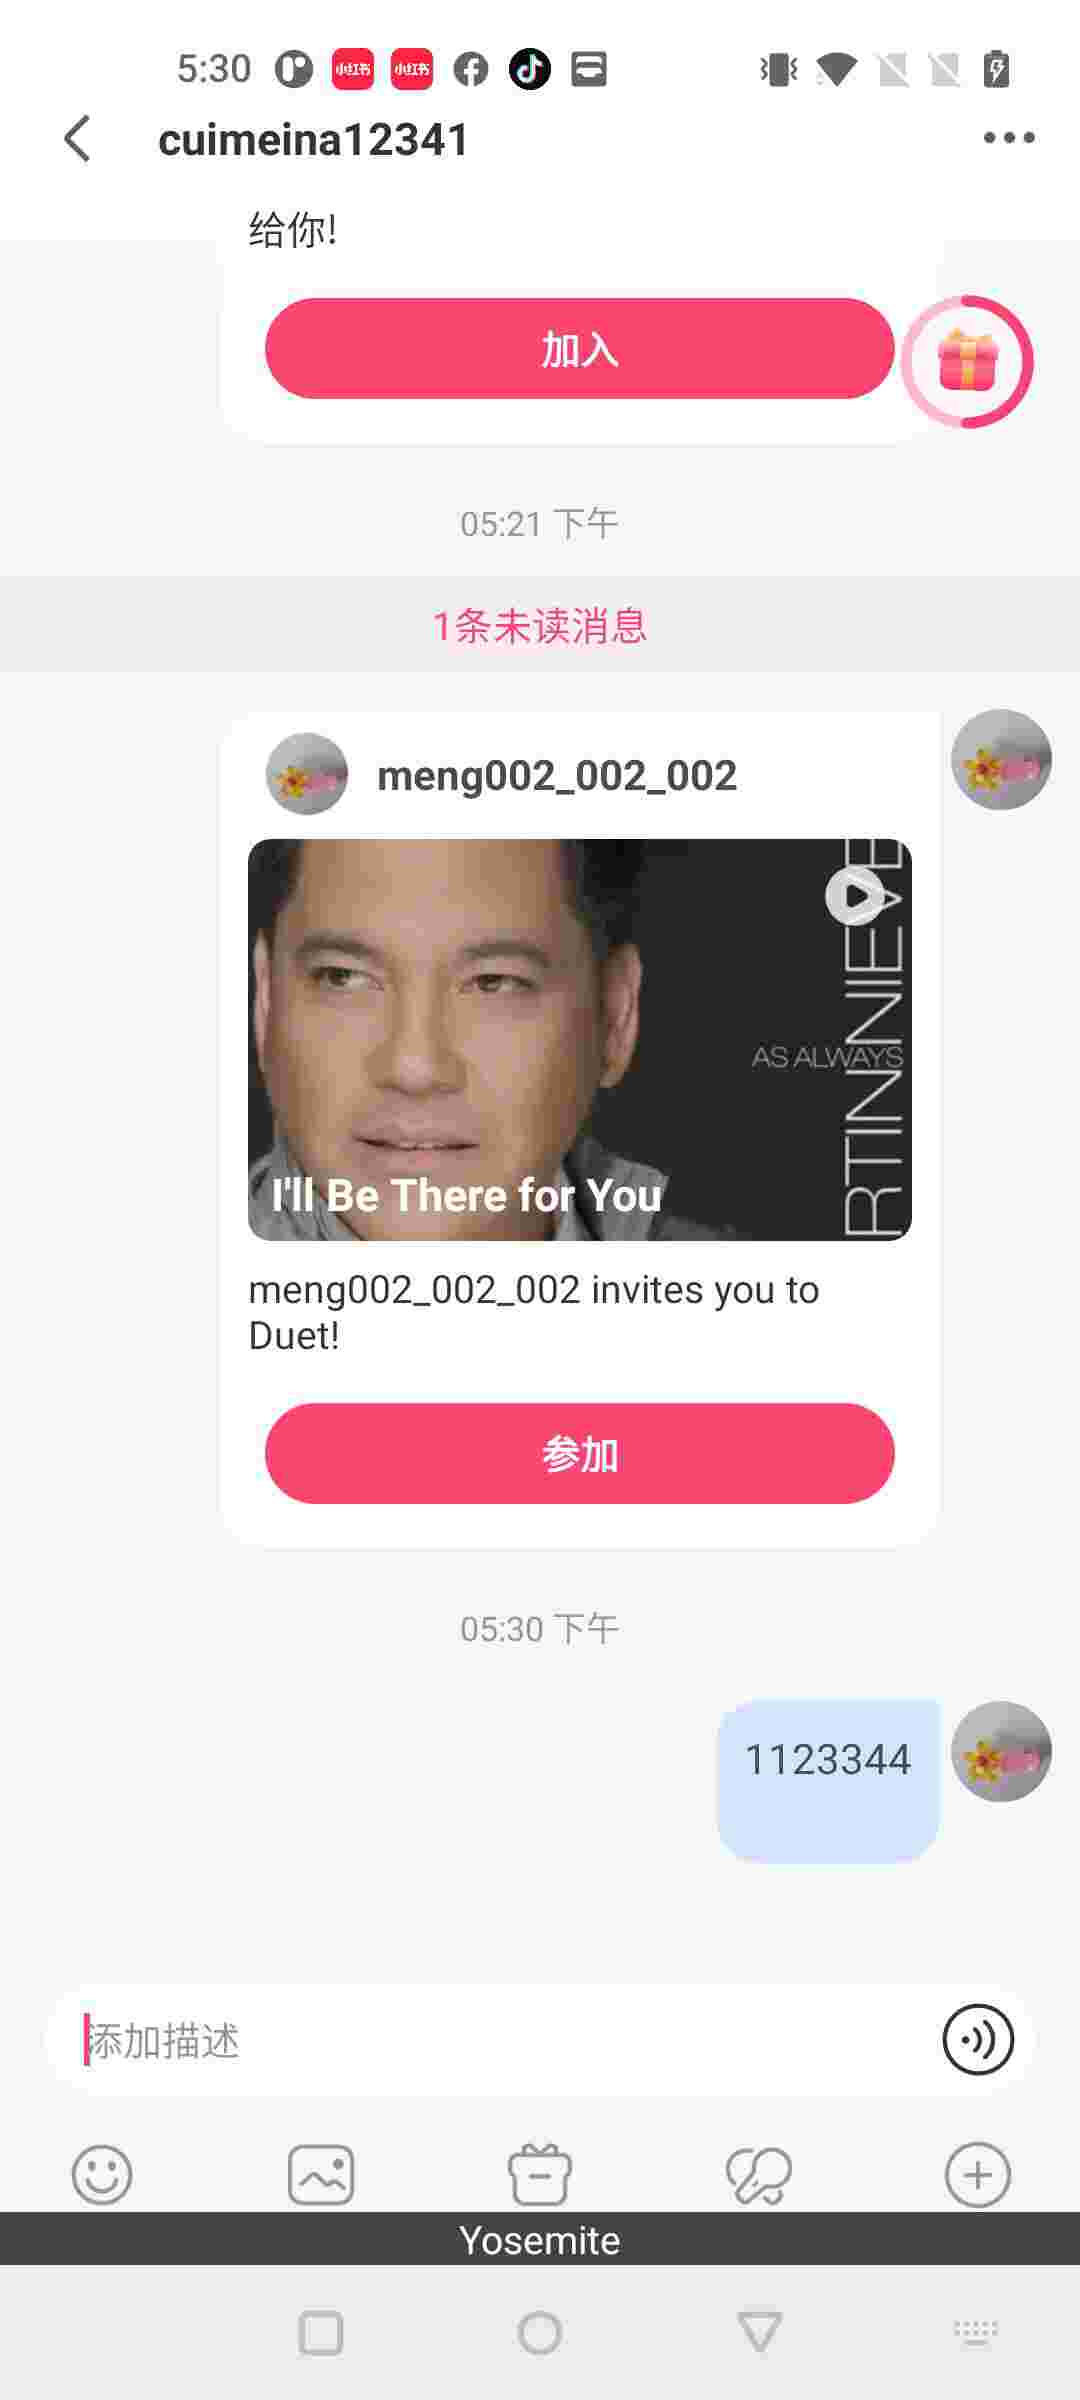 5:30
小红书 小红书
cuimeina12341
给你!
加入
05:21 下午
1条未读消息
meng002_002_002
RTINNIEVE
AS ALWAYS
I'll Be There for You
meng002_002_002 invites you to
Duet!
参加
05:30 下午
1123344
添加描述
Yosemite